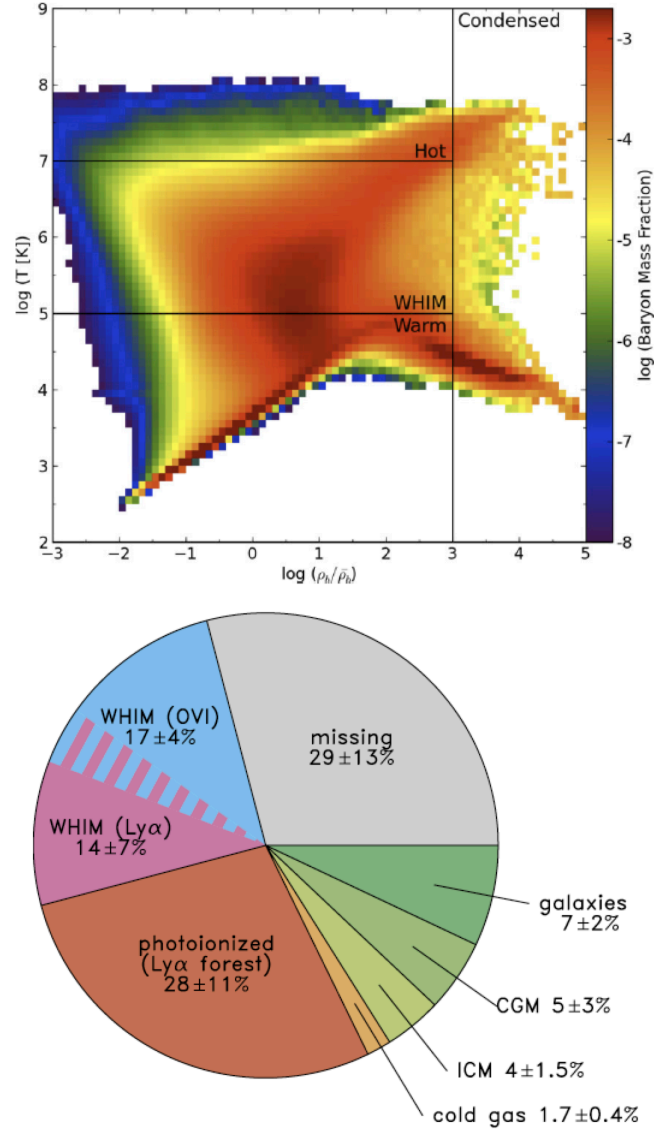 9
Condensed
8
Hot
7
6
log (T [K])
5
WHIM
Warm
4
3
2
−3
−2
−1
0
1
2
3
4
5
log (ρb/ρ̄b)
-3
-4
-5
-6
-7
-8
log (Baryon Mass Fraction)
WHIM (OVI)
17±4%
missing
29±13%
WHIM (Lyα)
14±7%
galaxies
7±2%
photoionized
(Lyα forest)
28±11%
CGM 5±3%
ICM 4±1.5%
cold gas 1.7±0.4%